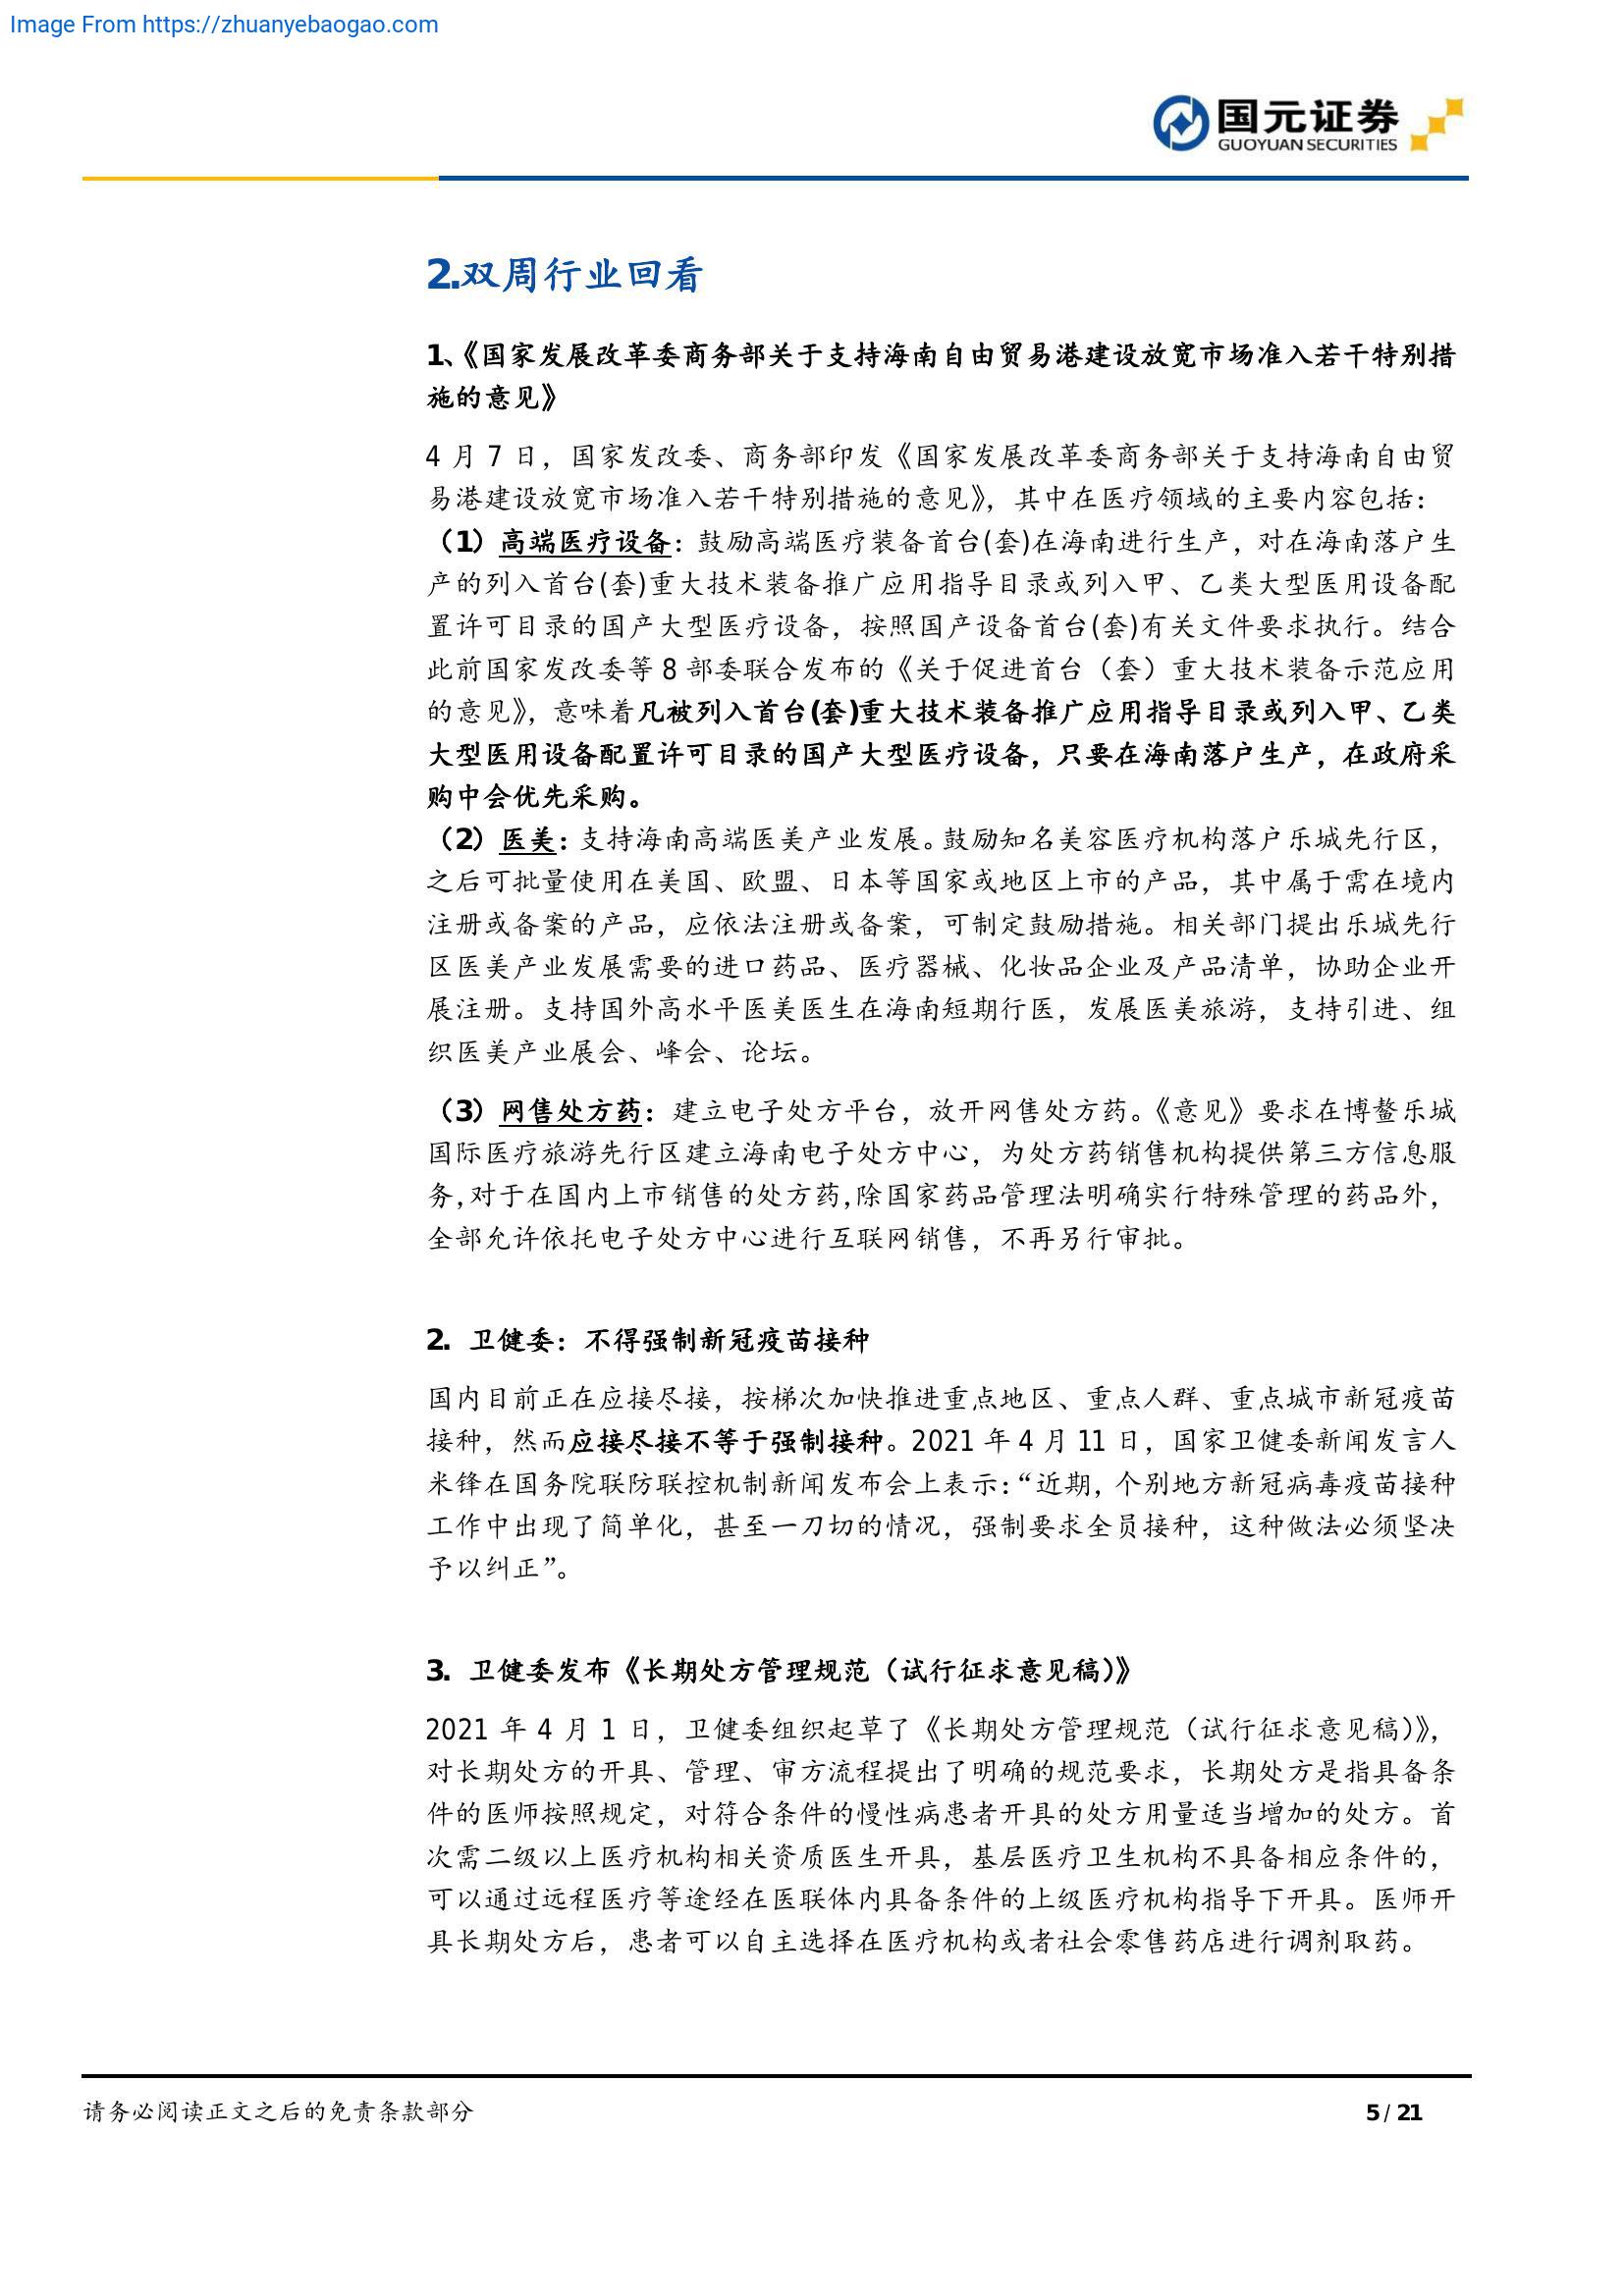 Image From https://zhuanyebaogao.com
国元证券
GUOYUAN SECURITIES
2.双周行业回看
1、《国家发展改革委商务部关于支持海南自由贸易港建设放宽市场准入若干特别措
施的意见》
4 月 7 日，国家发改委、商务部印发《国家发展改革委商务部关于支持海南自由贸
易港建设放宽市场准入若干特别措施的意见》，其中在医疗领域的主要内容包括：
（1）高端医疗设备：鼓励高端医疗装备首台(套)在海南进行生产，对在海南落户生
产的列入首台(套)重大技术装备推广应用指导目录或列入甲、乙类大型医用设备配
置许可目录的国产大型医疗设备，按照国产设备首台(套)有关文件要求执行。结合
此前国家发改委等 8 部委联合发布的《关于促进首台（套）重大技术装备示范应用
的意见》，意味着凡被列入首台(套)重大技术装备推广应用指导目录或列入甲、乙类
大型医用设备配置许可目录的国产大型医疗设备，只要在海南落户生产，在政府采
购中会优先采购。
（2）医美：支持海南高端医美产业发展。鼓励知名美容医疗机构落户乐城先行区，
之后可批量使用在美国、欧盟、日本等国家或地区上市的产品，其中属于需在境内
注册或备案的产品，应依法注册或备案，可制定鼓励措施。相关部门提出乐城先行
区医美产业发展需要的进口药品、医疗器械、化妆品企业及产品清单，协助企业开
展注册。支持国外高水平医美医生在海南短期行医，发展医美旅游，支持引进、组
织医美产业展会、峰会、论坛。
（3）网售处方药：建立电子处方平台，放开网售处方药。《意见》要求在博鳌乐城
国际医疗旅游先行区建立海南电子处方中心，为处方药销售机构提供第三方信息服
务,对于在国内上市销售的处方药,除国家药品管理法明确实行特殊管理的药品外，
全部允许依托电子处方中心进行互联网销售，不再另行审批。
2. 卫健委：不得强制新冠疫苗接种
国内目前正在应接尽接，按梯次加快推进重点地区、重点人群、重点城市新冠疫苗
接种，然而应接尽接不等于强制接种。2021 年 4 月 11 日，国家卫健委新闻发言人
米锋在国务院联防联控机制新闻发布会上表示：“近期，个别地方新冠病毒疫苗接种
工作中出现了简单化，甚至一刀切的情况，强制要求全员接种，这种做法必须坚决
予以纠正”。
3. 卫健委发布《长期处方管理规范（试行征求意见稿）》
2021 年 4 月 1 日，卫健委组织起草了《长期处方管理规范（试行征求意见稿）》，
对长期处方的开具、管理、审方流程提出了明确的规范要求，长期处方是指具备条
件的医师按照规定，对符合条件的慢性病患者开具的处方用量适当增加的处方。首
次需二级以上医疗机构相关资质医生开具，基层医疗卫生机构不具备相应条件的，
可以通过远程医疗等途经在医联体内具备条件的上级医疗机构指导下开具。医师开
具长期处方后，患者可以自主选择在医疗机构或者社会零售药店进行调剂取药。
请务必阅读正文之后的免责条款部分
5 / 21